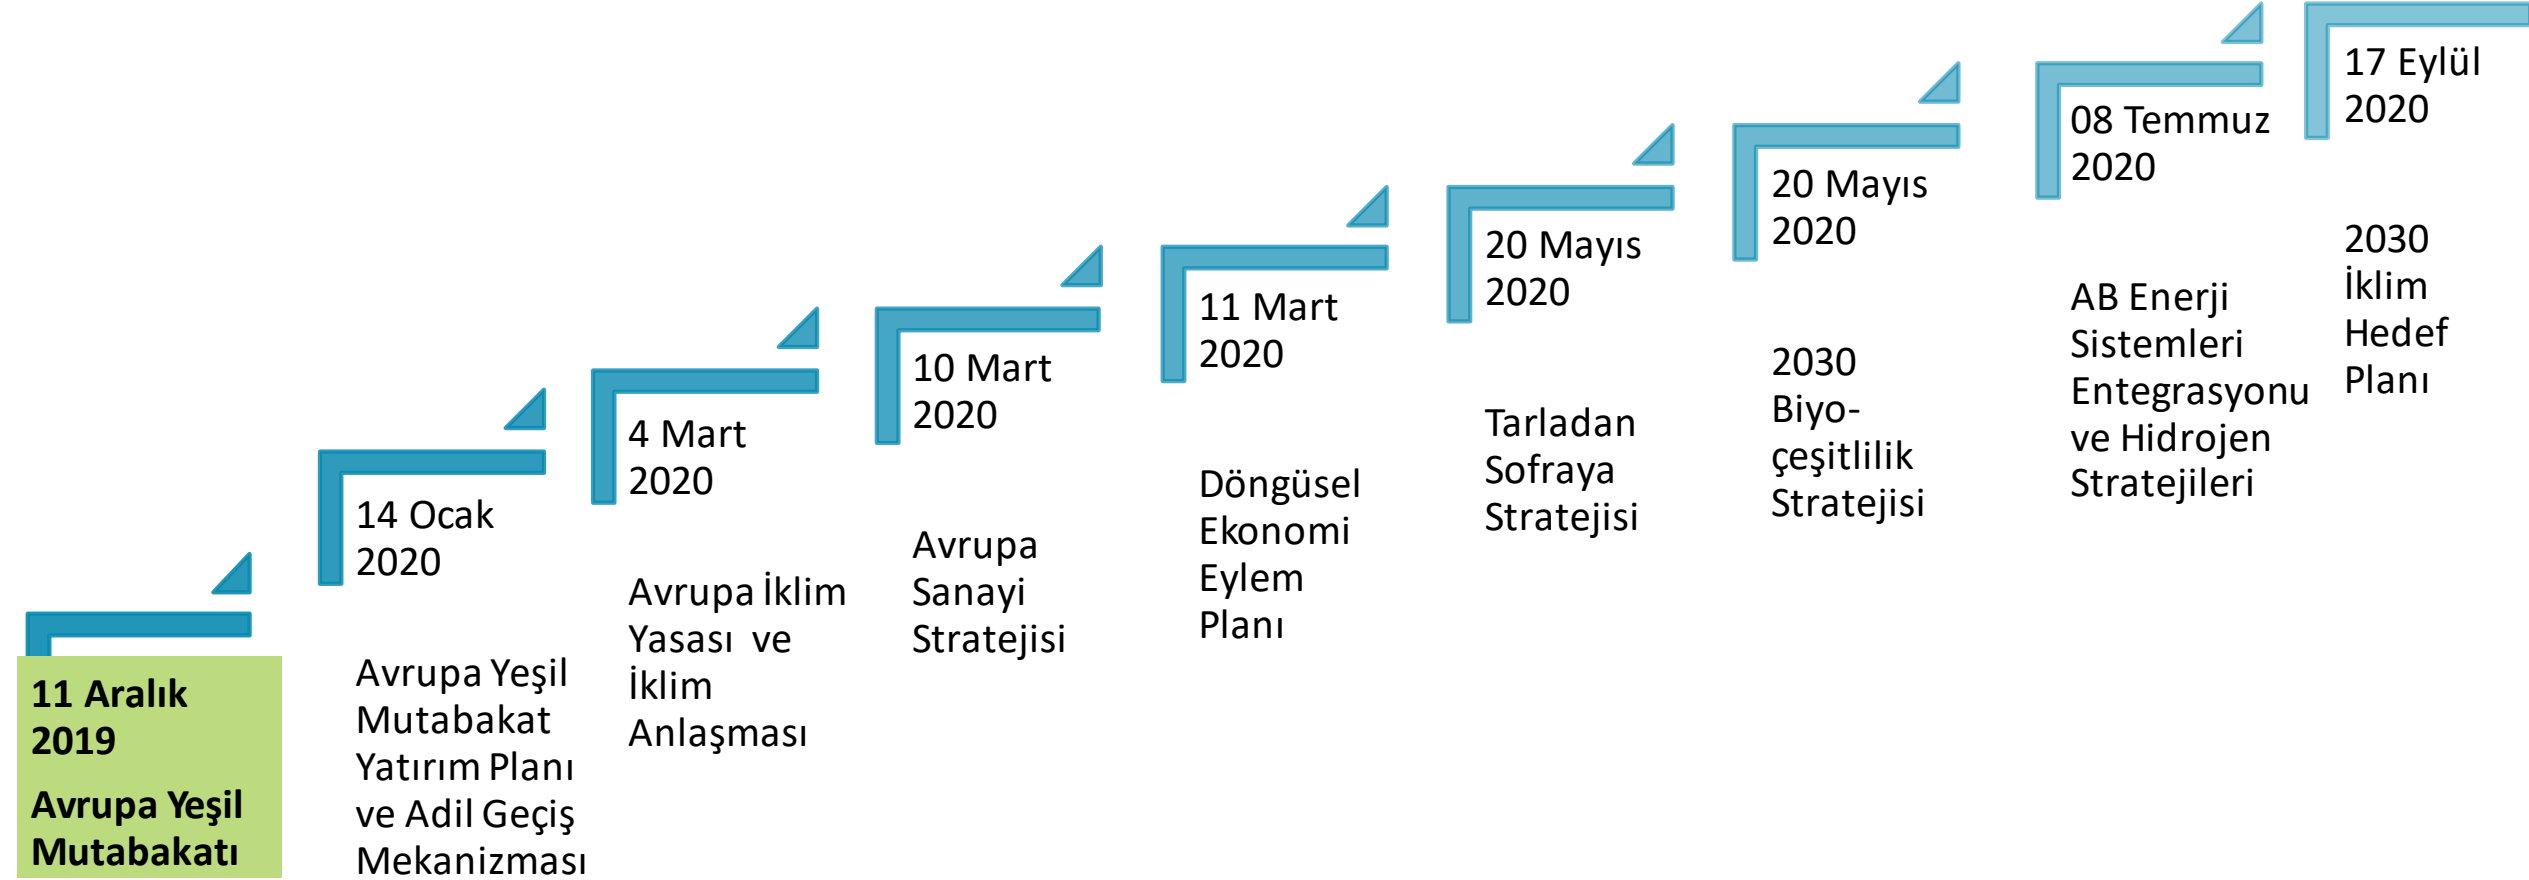 11 Aralık
2019
Avrupa Yeşil
Mutabakatı
14 Ocak
2020
Avrupa Yeşil
Mutabakat
Yatırım Planı
ve Adil Geçiş
Mekanizması
4 Mart
2020
Avrupa İklim
Yasası ve
İklim
Anlaşması
10 Mart
2020
Avrupa
Sanayi
Stratejisi
11 Mart
2020
Döngüsel
Ekonomi
Eylem
Planı
20 Mayıs
2020
Tarladan
Sofraya
Stratejisi
20 Mayıs
2020
2030
Biyo-
çeşitlilik
Stratejisi
08 Temmuz
2020
AB Enerji
Sistemleri
Entegrasyonu
ve Hidrojen
Stratejileri
17 Eylül
2020
2030
İklim
Hedef
Planı